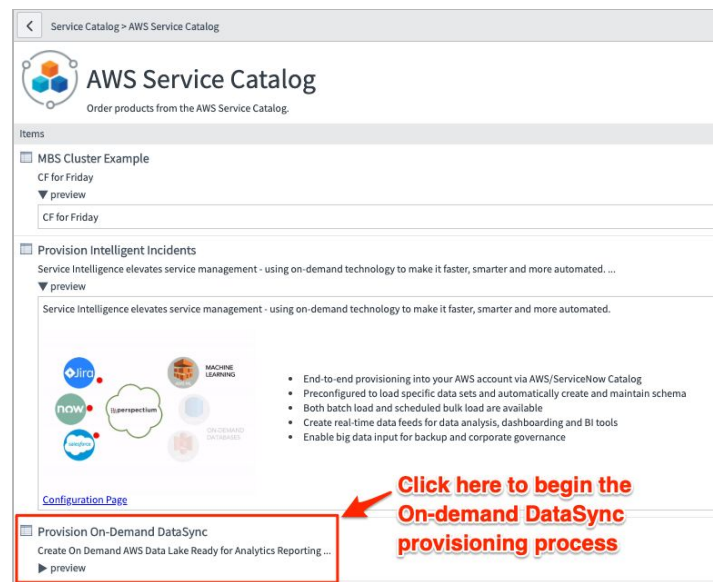 Service Catalog > AWS Service Catalog
AWS Service Catalog
Order products from the AWS Service Catalog.
Items
MBS Cluster Example
CF for Friday
▼ preview
CF for Friday
Provision Intelligent Incidents
Service Intelligence elevates service management - using on-demand technology to make it faster, smarter and more automated. ...
▼ preview
Service Intelligence elevates service management - using on-demand technology to make it faster, smarter and more automated.
Jira
now
salesforce
perspectium
MACHINE
LEARNING
ON-DEMAND
DATABASES
• End-to-end provisioning into your AWS account via AWS/ServiceNow Catalog
• Preconfigured to load specific data sets and automatically create and maintain schema
• Both batch load and scheduled bulk load are available
• Create real-time data feeds for data analysis, dashboarding and BI tools
• Enable big data input for backup and corporate governance
Configuration Page
Click here to begin the
On-demand DataSync
provisioning process
Provision On-Demand DataSync
Create On Demand AWS Data Lake Ready for Analytics Reporting ...
▶ preview